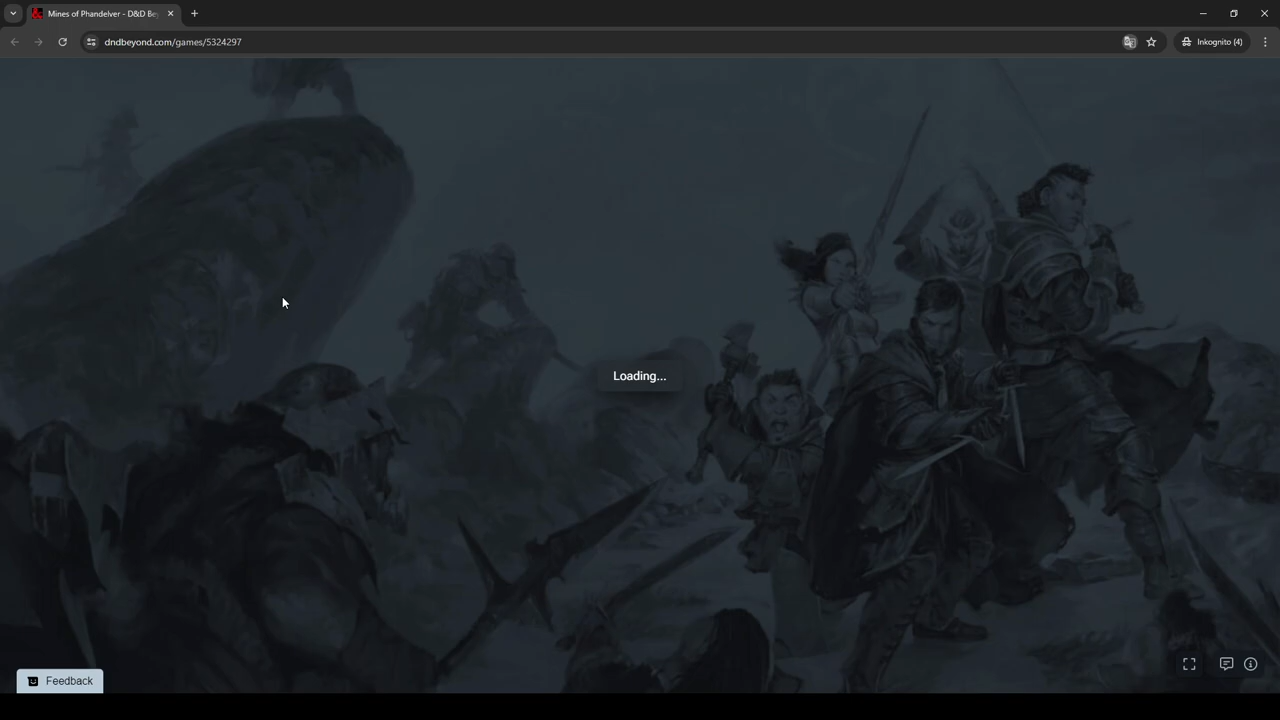 Mines of Phandelver - D&D Be
dndbeyond.com/games/5324297
Inkognito (4)
Loading...
Feedback